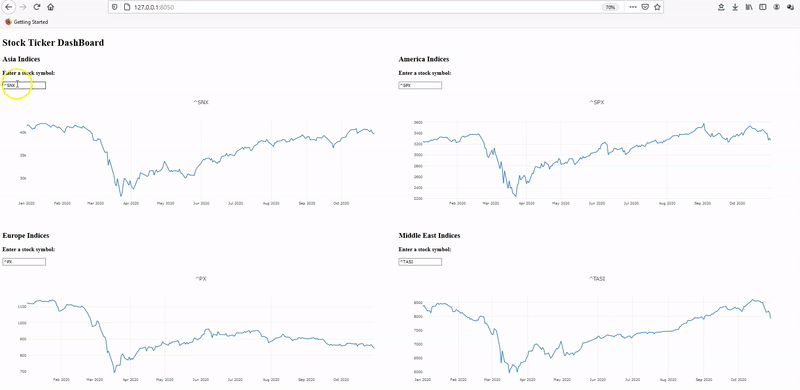 127.0.0.1:8050
70%
Getting Started
Stock Ticker DashBoard
Asia Indices
Enter a stock symbol:
^SNX
^SNX
40k
35k
30k
Jan 2020 Feb 2020 Mar 2020 Apr 2020 May 2020 Jun 2020 Jul 2020 Aug 2020 Sep 2020 Oct 2020
America Indices
Enter a stock symbol:
^SPX
^SPX
3600
3400
3200
3000
2800
2600
2400
2200
Feb 2020 Mar 2020 Apr 2020 May 2020 Jun 2020 Jul 2020 Aug 2020 Sep 2020 Oct 2020
Europe Indices
Enter a stock symbol:
^PX
^PX
1100
1000
900
800
700
Feb 2020 Mar 2020 Apr 2020 May 2020 Jun 2020 Jul 2020 Aug 2020 Sep 2020 Oct 2020
Middle East Indices
Enter a stock symbol:
^TASI
^TASI
8500
8000
7500
7000
6500
6000
Jan 2020 Feb 2020 Mar 2020 Apr 2020 May 2020 Jun 2020 Jul 2020 Aug 2020 Sep 2020 Oct 2020